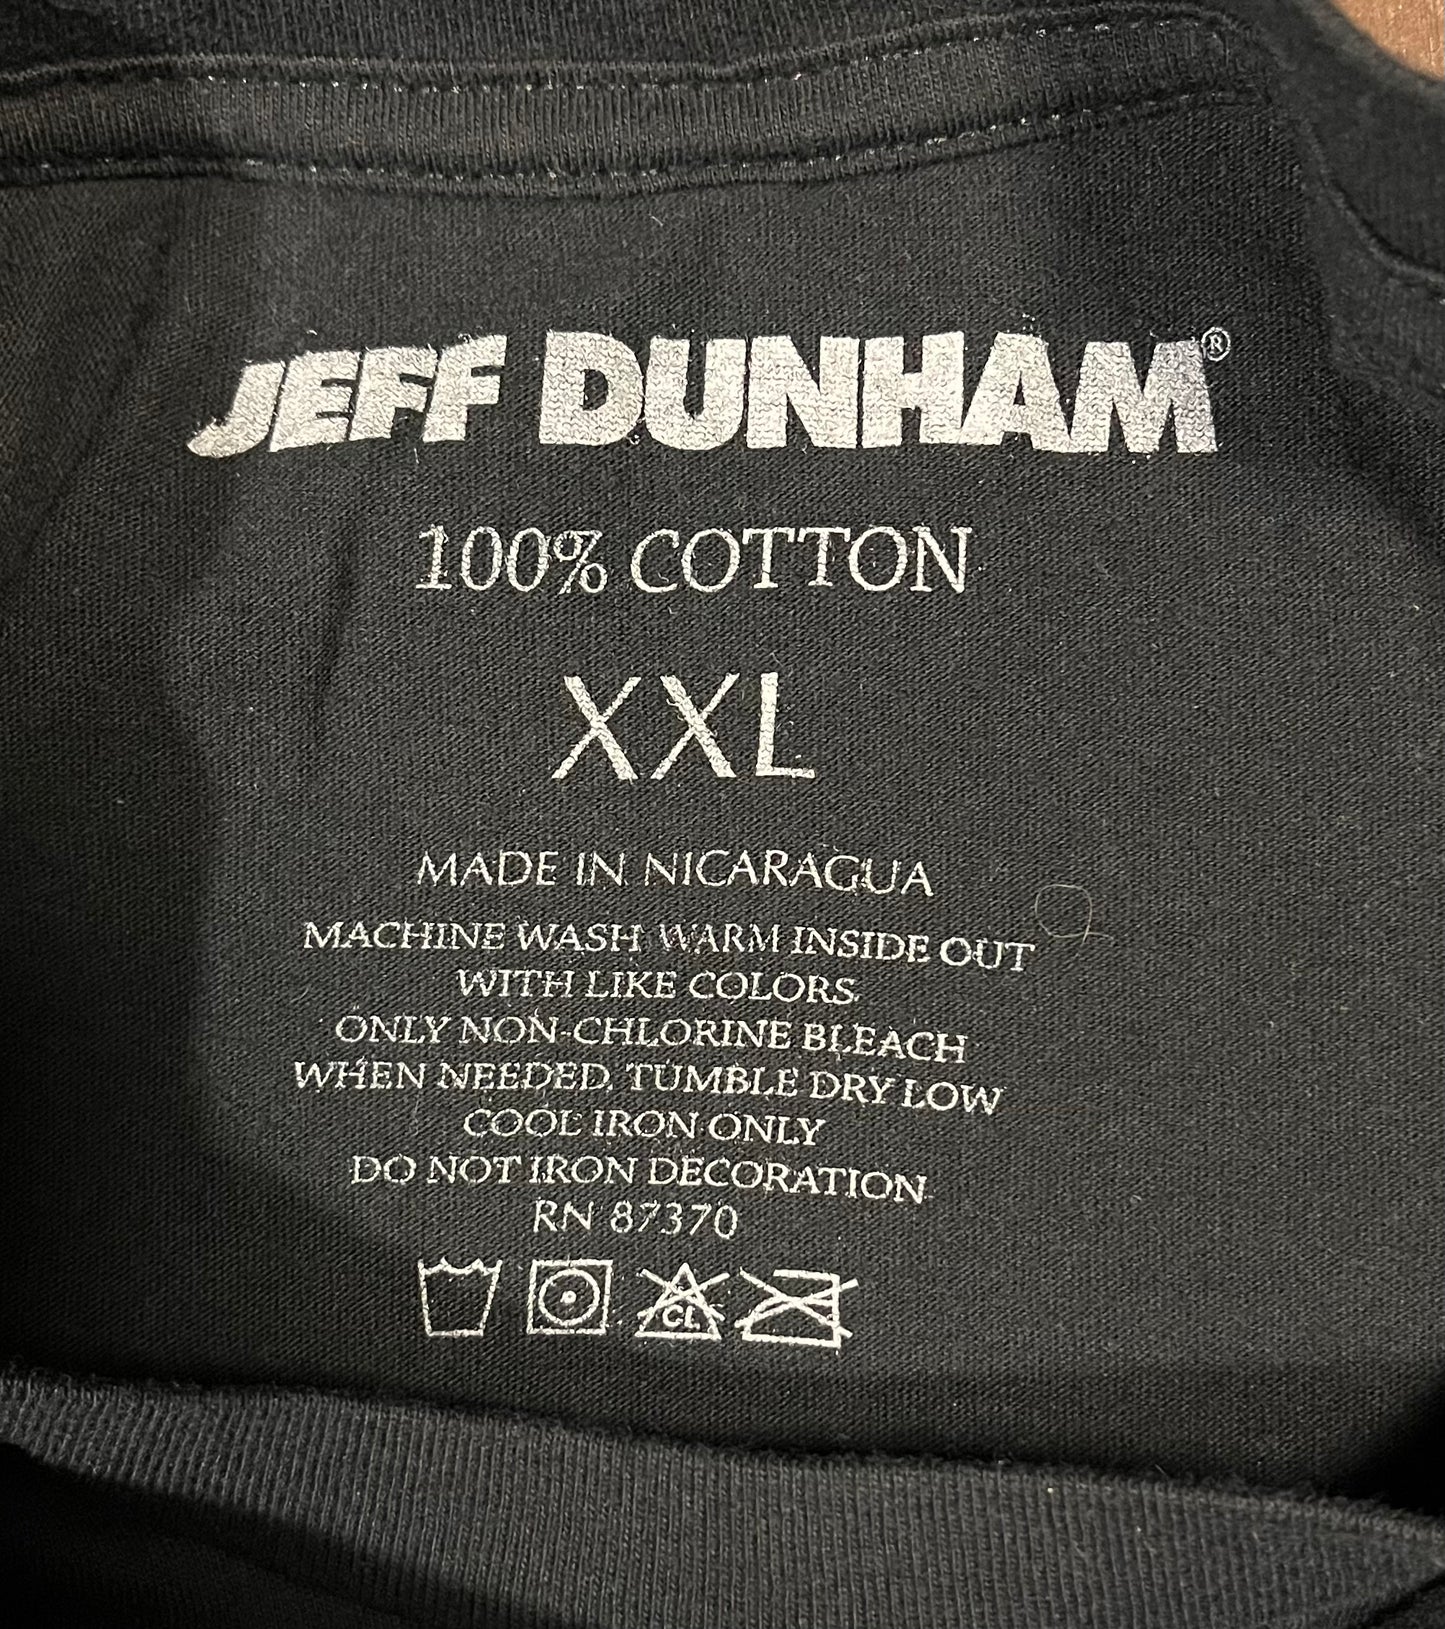 JEFF DUNHAM®
100% COTTON
XXL
MADE IN NICARAGUA
MACHINE WASH WARM INSIDE OUT
WITH LIKE COLORS.
ONLY NON-CHLORINE BLEACH
WHEN NEEDED. TUMBLE DRY LOW
COOL IRON ONLY
DO NOT IRON DECORATION
RN 87370
CL